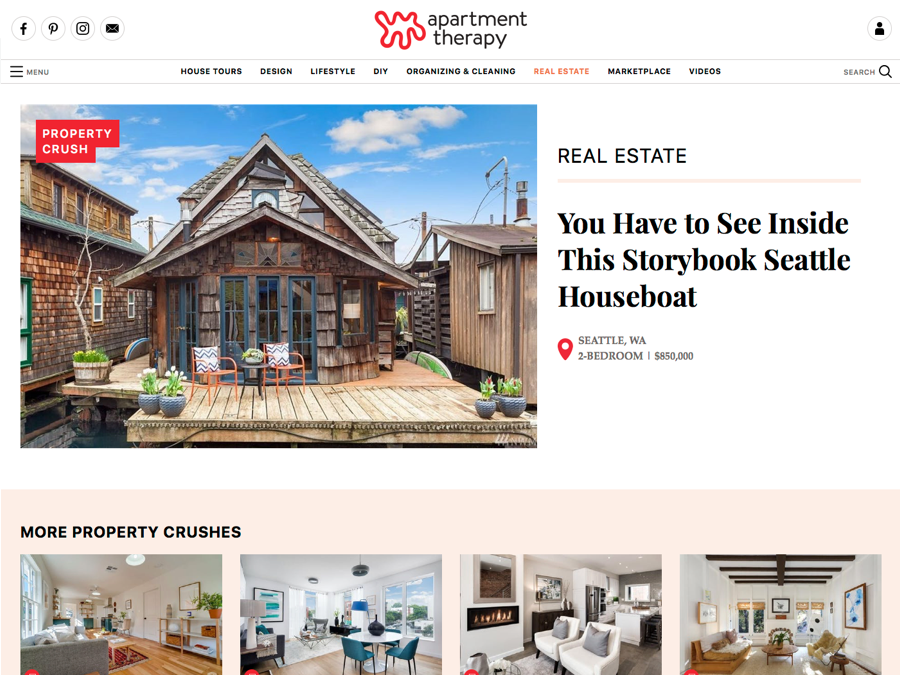 apartment
therapy
MENU
HOUSE TOURS
DESIGN
LIFESTYLE
DIY
ORGANIZING & CLEANING
REAL ESTATE
MARKETPLACE
VIDEOS
SEARCH
PROPERTY
CRUSH
REAL ESTATE
You Have to See Inside
This Storybook Seattle
Houseboat
SEATTLE, WA
2-BEDROOM | $850,000
MORE PROPERTY CRUSHES